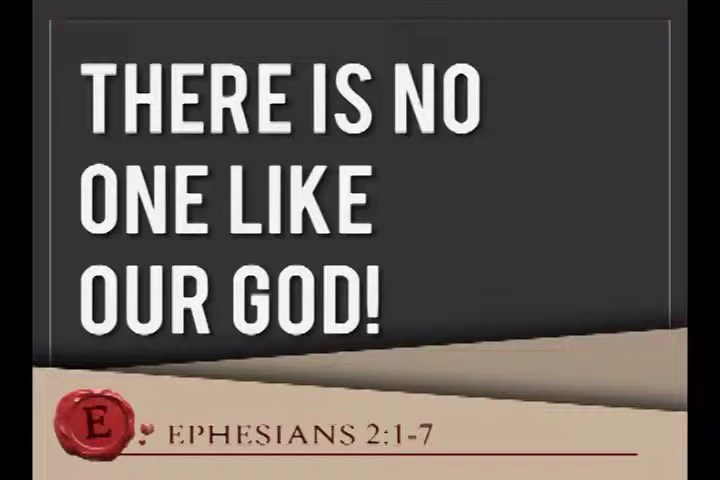 THERE IS NO
ONE LIKE
OUR GOD!
E
EPHESIANS 2:1-7